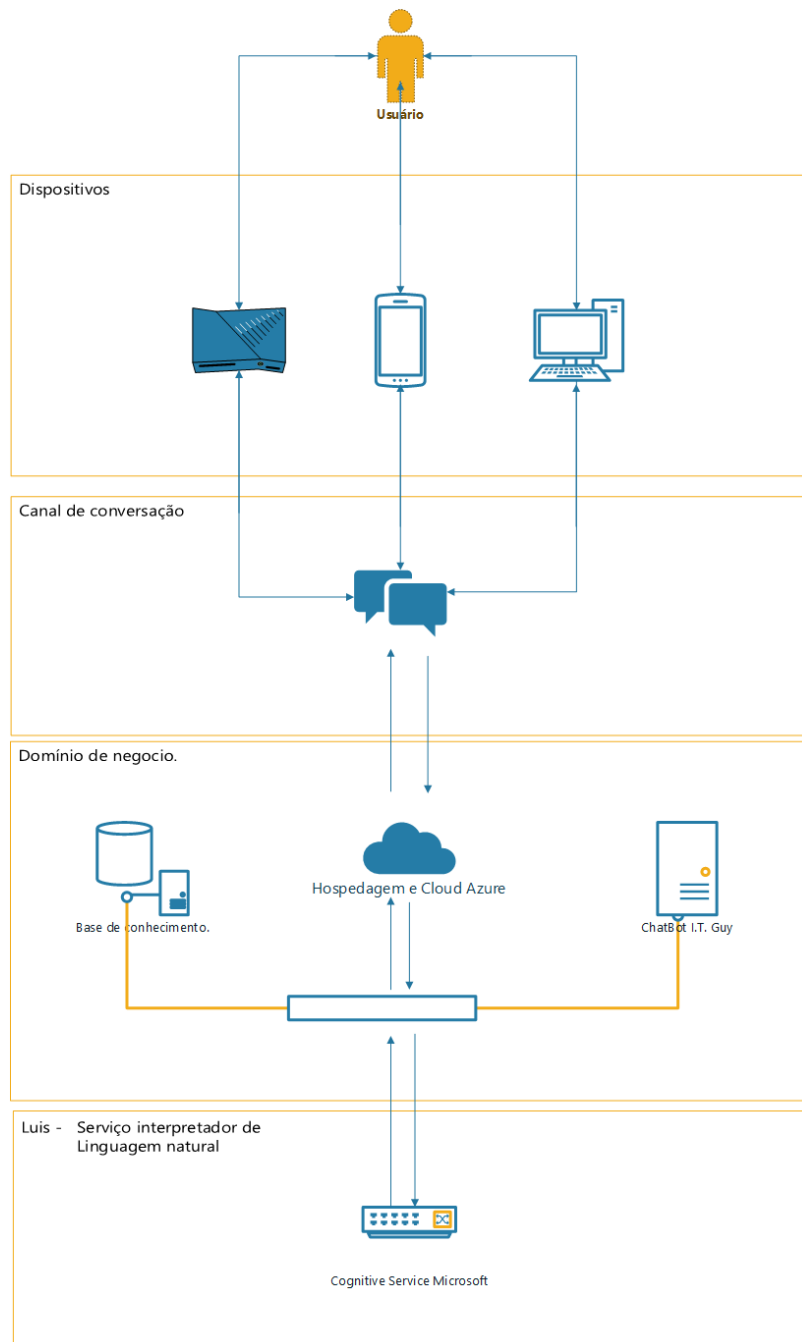 Usuário
Dispositivos
Canal de conversação
Domínio de negocio.
Hospedagem e Cloud Azure
Base de conhecimento.
ChatBot I.T. Guy
Luis - Serviço interpretador de
Linguagem natural
Cognitive Service Microsoft